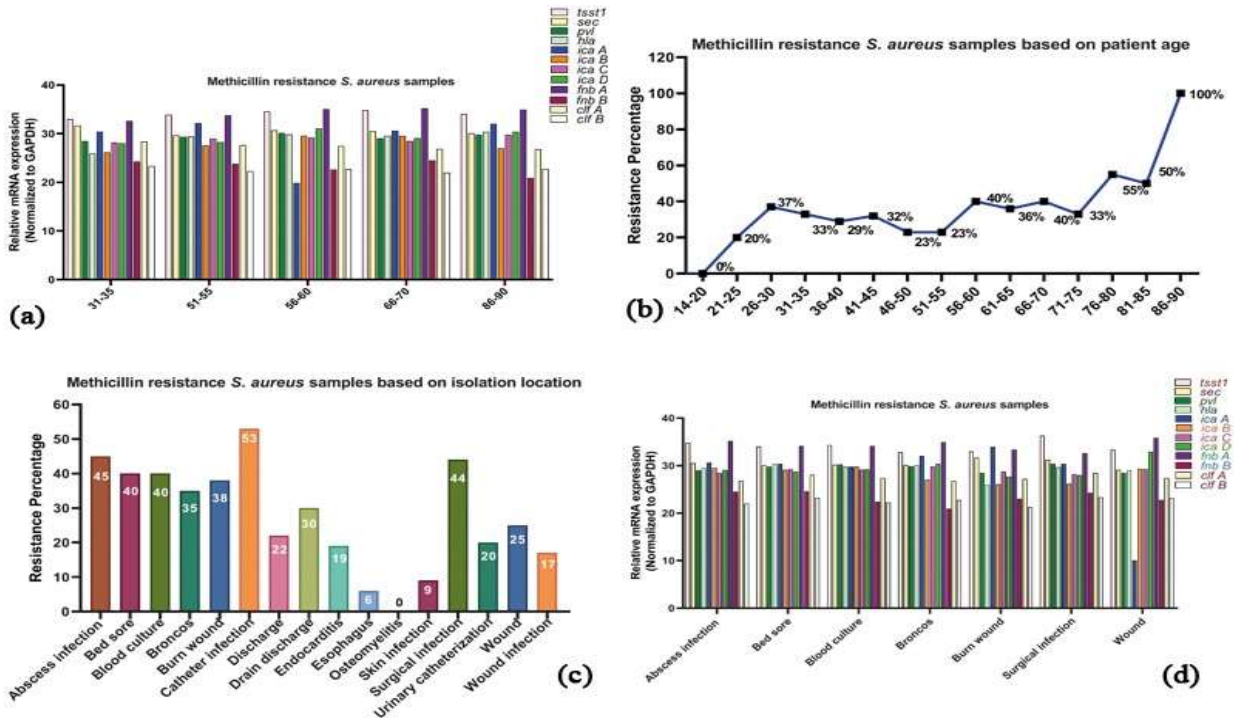 tsst1
sec
pvl
hla
ica A
ica B
ica C
ica D
fnb A
fnb B
clf A
clf B
Methicillin resistance S. aureus samples
Relative mRNA expression
(Normalized to GAPDH)
40
30
20
10
0
31-35
51-55
56-60
66-70
86-90
(a)
Methicillin resistance S. aureus samples based on patient age
Resistance Percentage
120
100
80
60
40
20
0
0%
20%
37%
33%
29%
32%
23%
23%
40%
36%
40%
33%
55%
50%
100%
14-20
21-25
26-30
31-35
36-40
41-45
46-50
51-55
56-60
61-65
66-70
71-75
76-80
81-85
86-90
(b)
Methicillin resistance S. aureus samples based on isolation location
Resistance Percentage
60
50
40
30
20
10
0
45
40
40
35
38
53
22
30
19
6
0
9
44
20
25
17
Abscess infection
Bed sore
Blood culture
Broncos
Burn wound
Catheter infection
Discharge
Drain discharge
Endocarditis
Esophagus
Osteomyelitis
Skin infection
Surgical infection
Urinary catheterization
Wound
Wound infection
(c)
tsst1
sec
pvl
hla
ica A
ica B
ica C
ica D
fnb A
fnb B
clf A
clf B
Methicillin resistance S. aureus samples
Relative mRNA expression
(Normalized to GAPDH)
40
30
20
10
0
Abscess infection
Bed sore
Blood culture
Broncos
Burn wound
Surgical infection
Wound
(d)